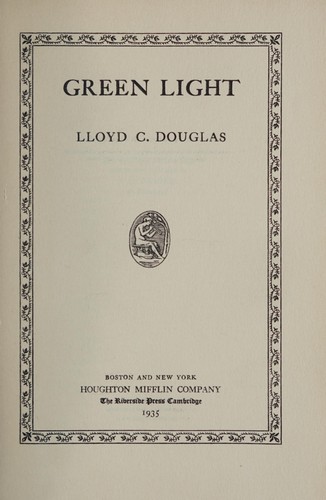 GREEN LIGHT
LLOYD C. DOUGLAS
BOSTON AND NEW YORK
HOUGHTON MIFFLIN COMPANY
The Riverside Press Cambridge
1935